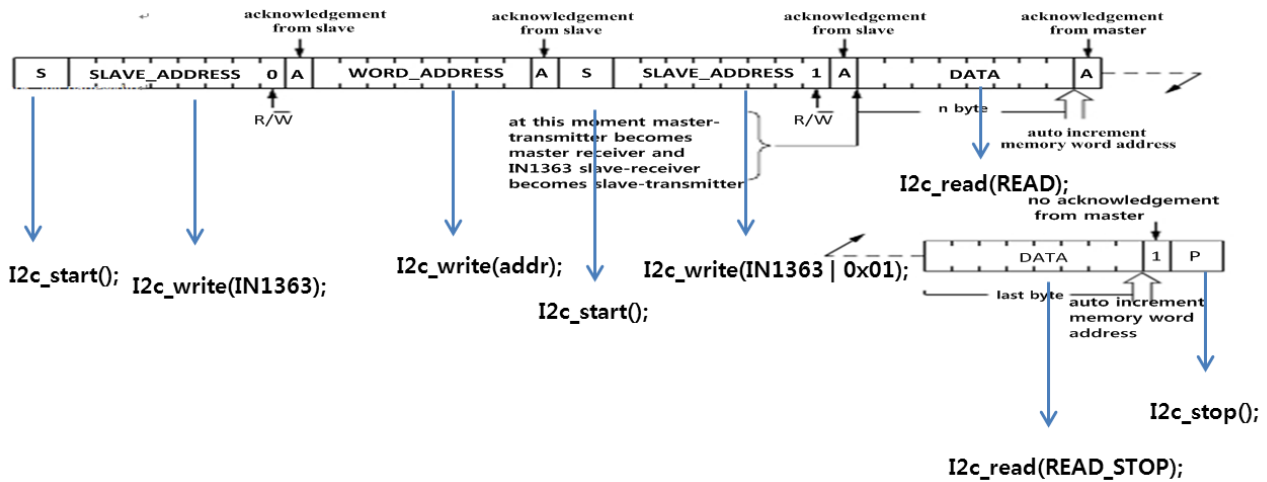 acknowledgement
from slave
acknowledgement
from slave
acknowledgement
from slave
acknowledgement
from master
S SLAVE_ADDRESS 0 A WORD_ADDRESS A S SLAVE_ADDRESS 1 A DATA A
R/W̅
R/W̅
n byte
at this moment master-
transmitter becomes
master receiver and
IN1363 slave-receiver
becomes slave-transmitter
auto increment
memory word address
I2c_read(READ);
no acknowledgement
from master
I2c_start();
I2c_write(IN1363);
I2c_write(addr);
I2c_start();
I2c_write(IN1363 | 0x01);
DATA 1 P
last byte
auto increment
memory word
address
I2c_stop();
I2c_read(READ_STOP);